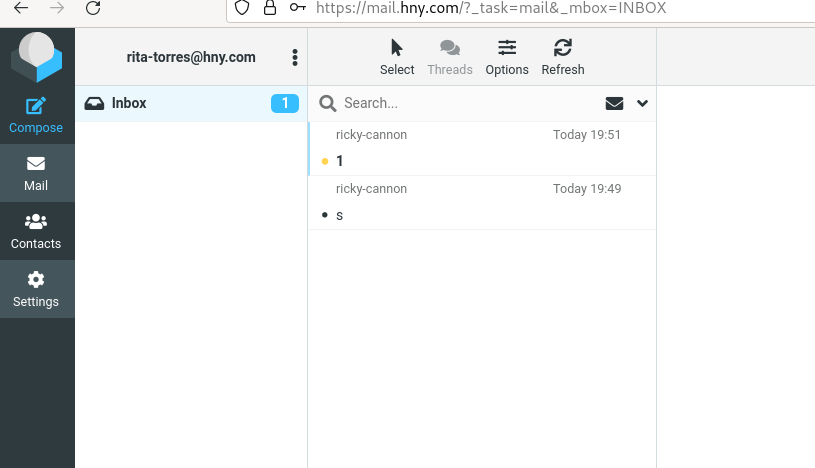 https://mail.hny.com/?_task=mail&_mbox=INBOX
rita-torres@hny.com
Select
Threads
Options
Refresh
Compose
Mail
Contacts
Settings
Inbox
1
Search...
ricky-cannon Today 19:51
1
ricky-cannon Today 19:49
s